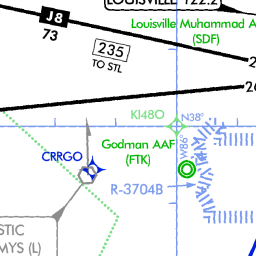 LOUISVILLE 122.2
J8
73
Louisville Muhammad A
(SDF)
235
TO STL
2
26
KI48O
N38°
W86°
Godman AAF
(FTK)
CRRGO
R-3704B
STIC
MYS (L)